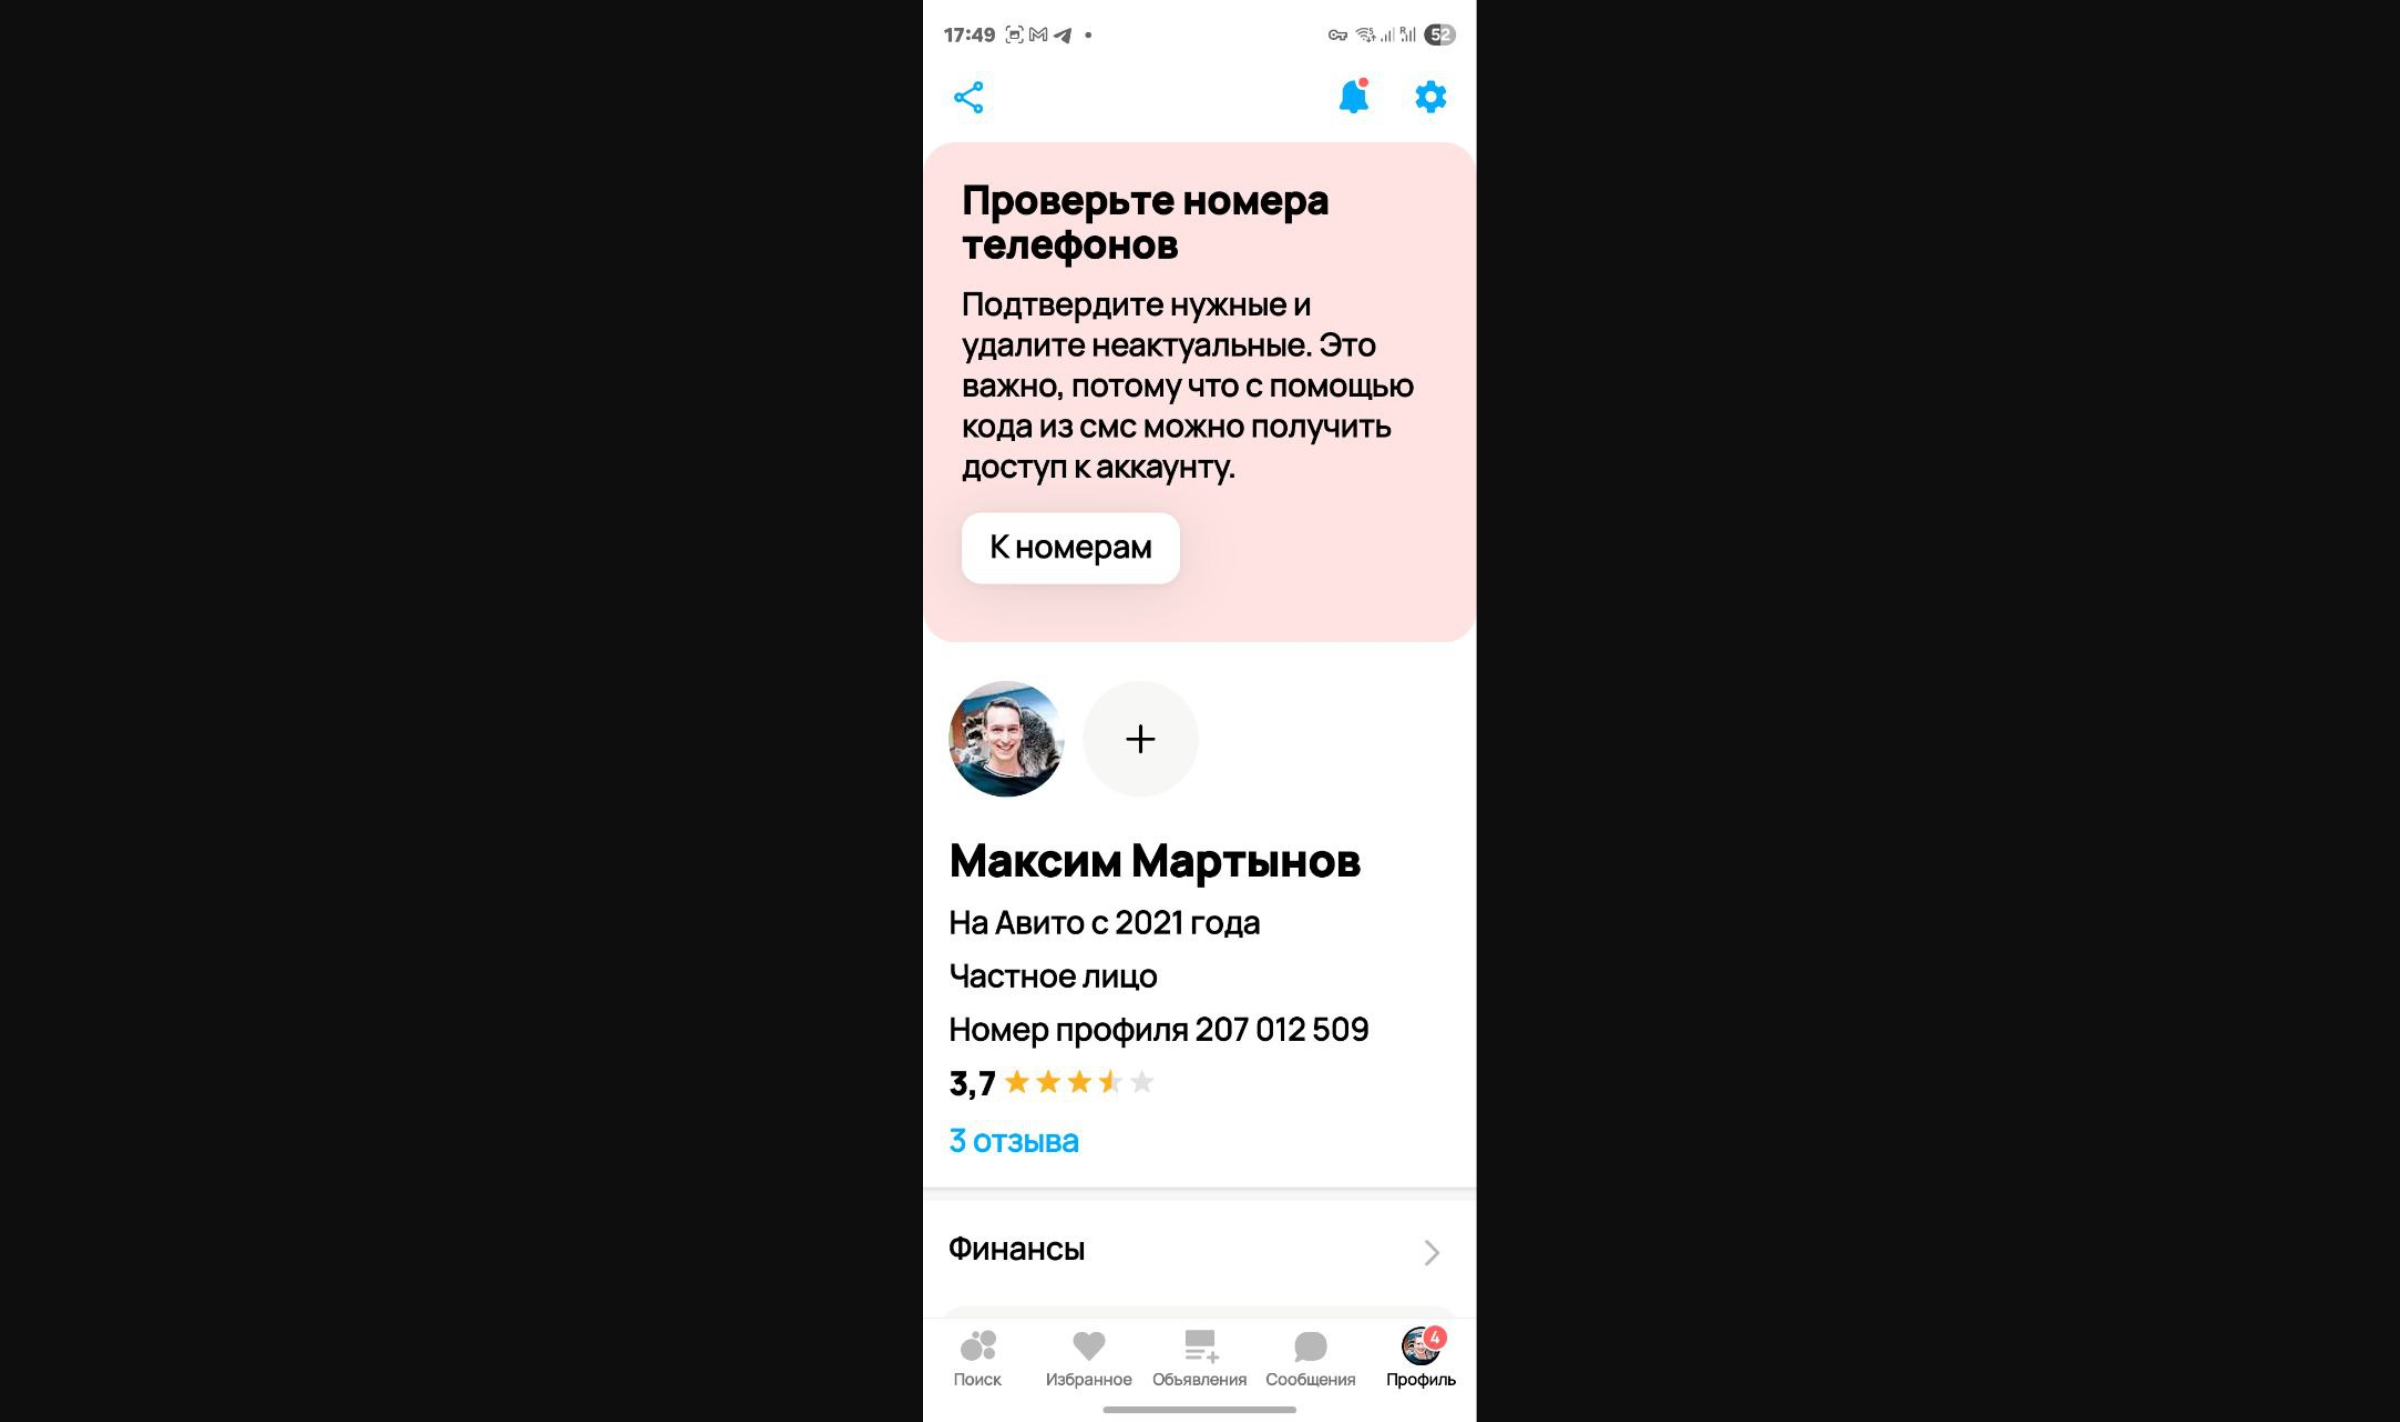 17:49
52
Проверьте номера
телефонов
Подтвердите нужные и
удалите неактуальные. Это
важно, потому что с помощью
кода из смс можно получить
доступ к аккаунту.
К номерам
Максим Мартынов
На Авито с 2021 года
Частное лицо
Номер профиля 207 012 509
3,7
3 отзыва
Финансы
4
Поиск Избранное Объявления Сообщения Профиль